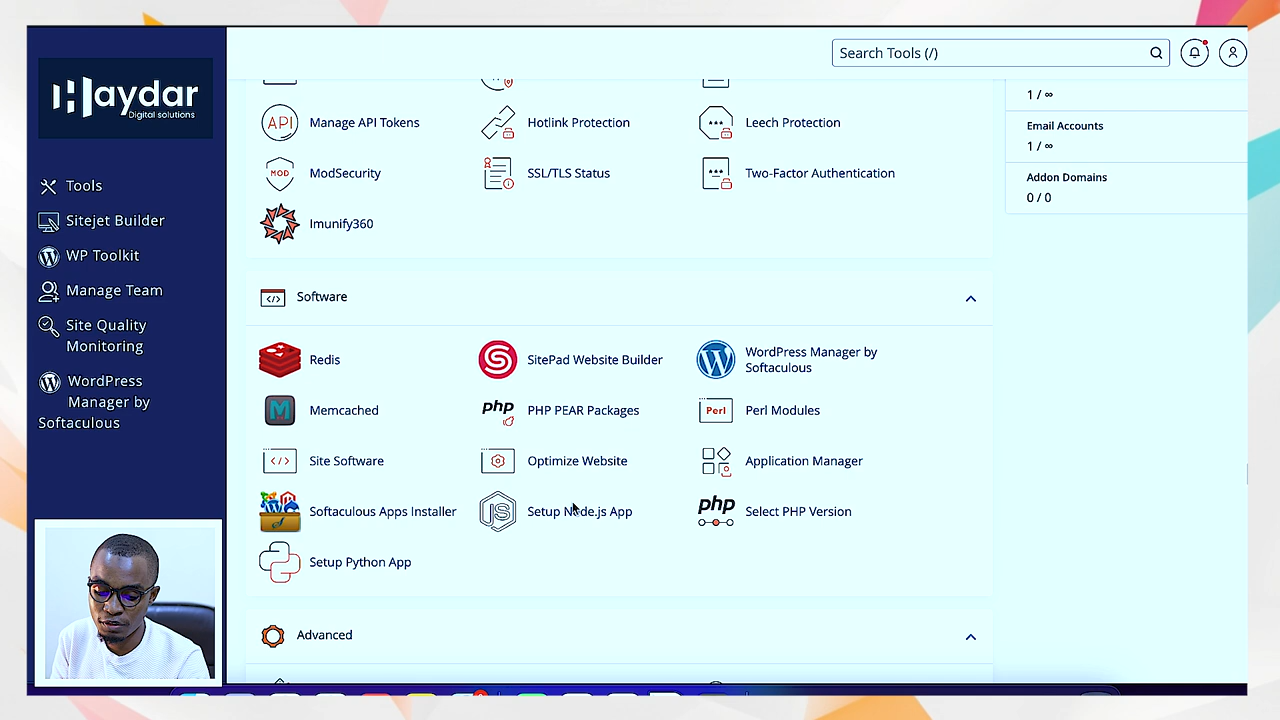 Haydar
Digital solutions
Tools
Sitejet Builder
WP Toolkit
Manage Team
Site Quality
Monitoring
WordPress
Manager by
Softaculous
Search Tools (/)
API
Manage API Tokens
Hotlink Protection
Leech Protection
MOD
ModSecurity
SSL/TLS Status
Two-Factor Authentication
Imunify360
1 / ∞
Email Accounts
1 / ∞
Addon Domains
0 / 0
Software
Redis
SitePad Website Builder
WordPress Manager by
Softaculous
Memcached
php
PHP PEAR Packages
Perl
Perl Modules
Site Software
Optimize Website
Application Manager
Softaculous Apps Installer
JS
Setup Node.js App
php
Select PHP Version
Setup Python App
Advanced